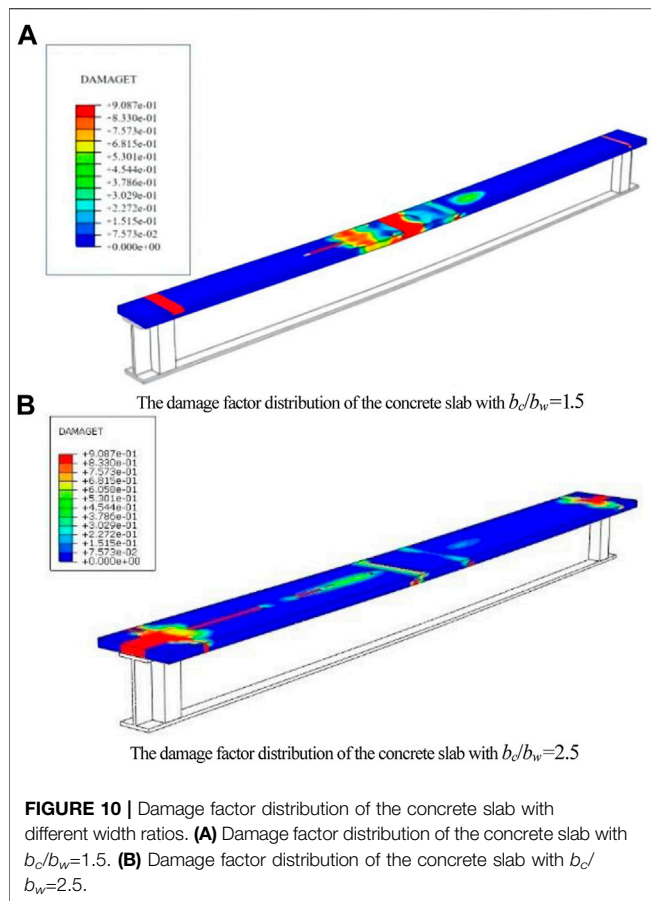 A
DAMAGET
+9.087e-01
+8.330e-01
+7.573e-01
+6.815e-01
+5.301e-01
+4.544e-01
+3.786e-01
+3.029e-01
+2.272e-01
+1.515e-01
+7.573e-02
+0.000e+00
The damage factor distribution of the concrete slab with b_c/b_w=1.5
B
DAMAGET
+9.087e-01
+8.330e-01
+7.573e-01
+6.815e-01
+6.058e-01
+5.301e-01
+4.544e-01
+3.786e-01
+3.029e-01
+2.272e-01
+1.515e-01
+7.573e-02
+0.000e+00
The damage factor distribution of the concrete slab with b_c/b_w=2.5
FIGURE 10 | Damage factor distribution of the concrete slab with
different width ratios. (A) Damage factor distribution of the concrete slab with
b_c/b_w=1.5. (B) Damage factor distribution of the concrete slab with b_c/
b_w=2.5.